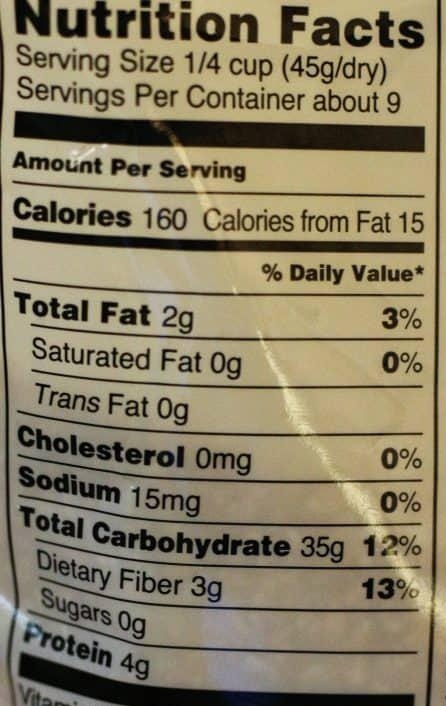 Nutrition Facts
Serving Size 1/4 cup (45g/dry)
Servings Per Container about 9
Amount Per Serving
Calories 160 Calories from Fat 15
% Daily Value*
Total Fat 2g 3%
Saturated Fat 0g 0%
Trans Fat 0g
Cholesterol 0mg 0%
Sodium 15mg 0%
Total Carbohydrate 35g 12%
Dietary Fiber 3g 13%
Sugars 0g
Protein 4g